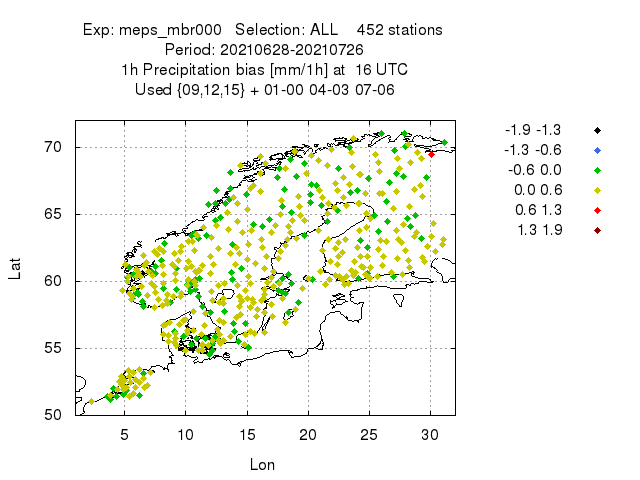 Exp: meps_mbr000   Selection: ALL    452 stations
Period: 20210628-20210726
1h Precipitation bias [mm/1h] at  16 UTC
Used {09,12,15} + 01-00 04-03 07-06
70
65
60
55
50
Lat
5 10 15 20 25 30
Lon
-1.9 -1.3
-1.3 -0.6
-0.6 0.0
0.0 0.6
0.6 1.3
1.3 1.9